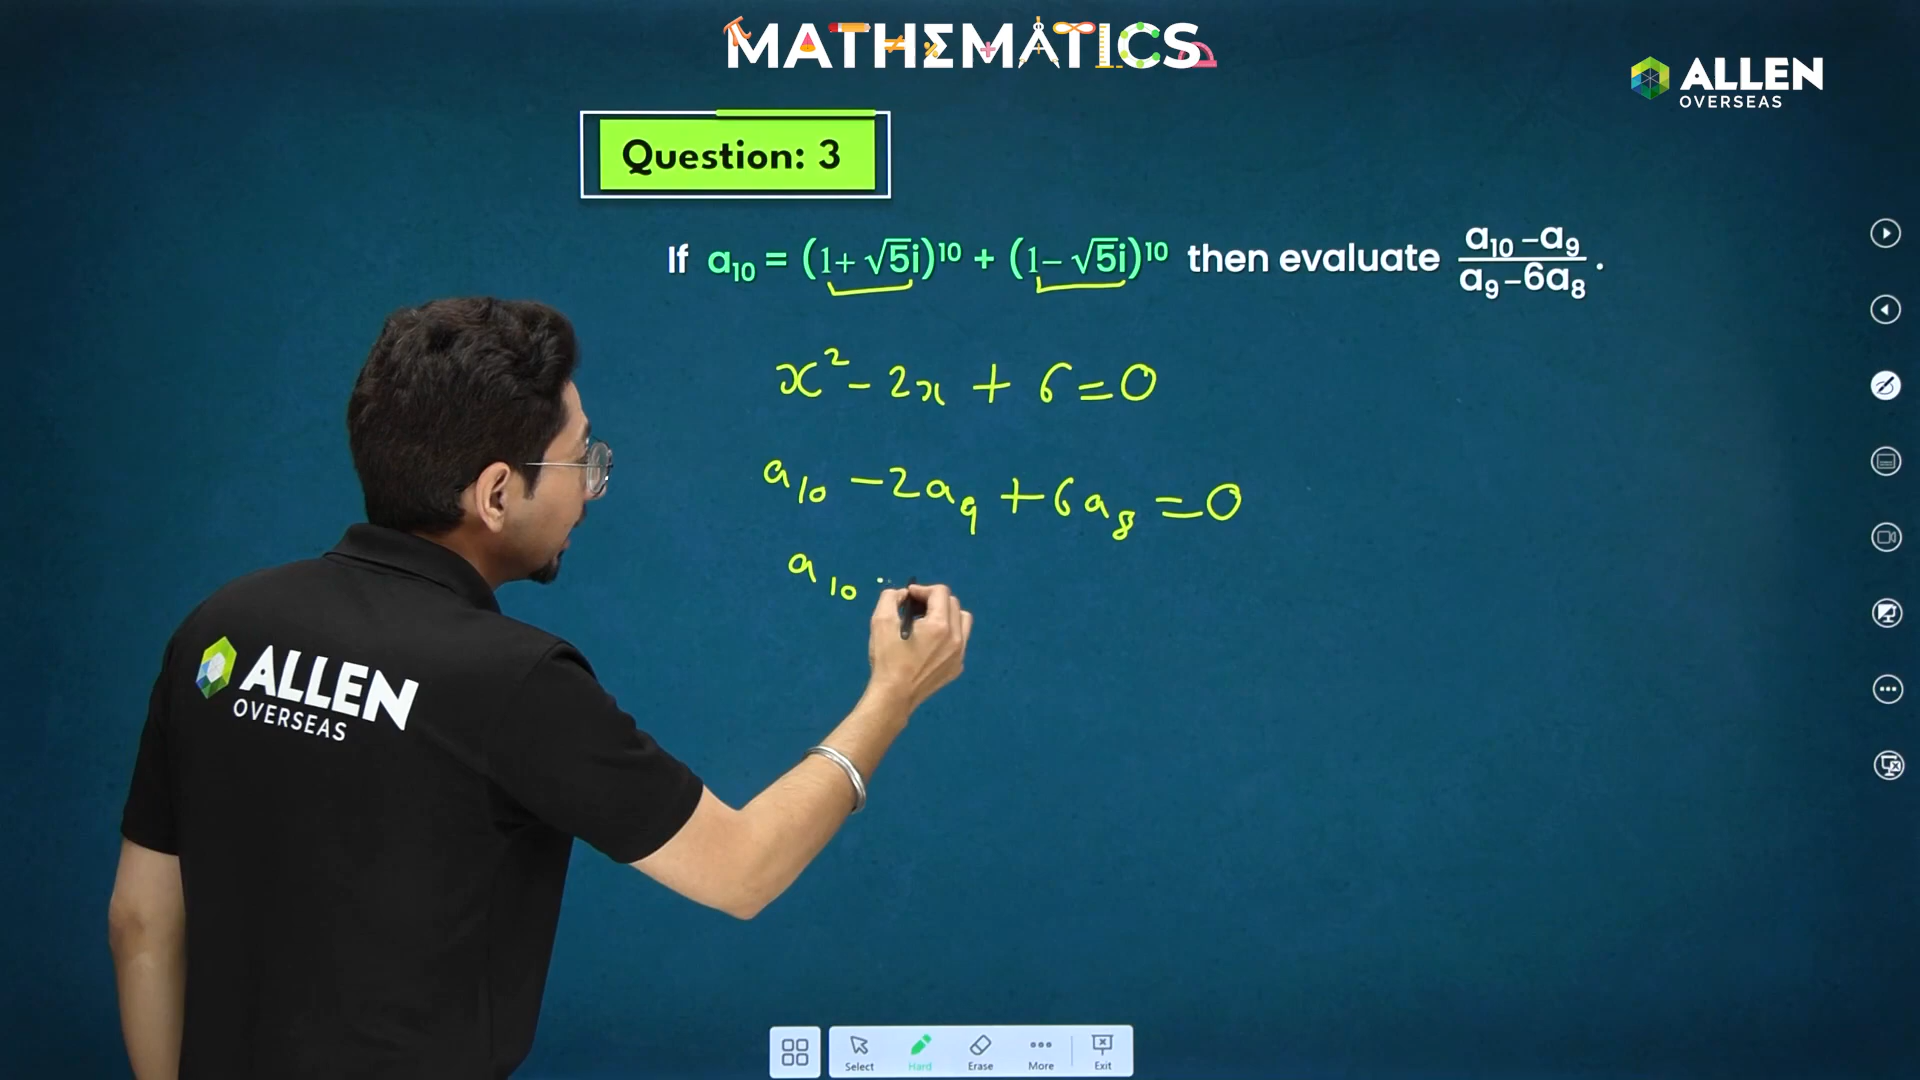 MATHΣMATICS
ALLEN
OVERSEAS
Question: 3
If a₁₀ = (1+ √5i)¹⁰ + (1− √5i)¹⁰ then evaluate (a₁₀ −a₉)/(a₉−6a₈) .
x² − 2x + 6 = 0
a₁₀ − 2a₉ + 6a₈ = 0
a₁₀
ALLEN
OVERSEAS
Select Hard Erase More Exit